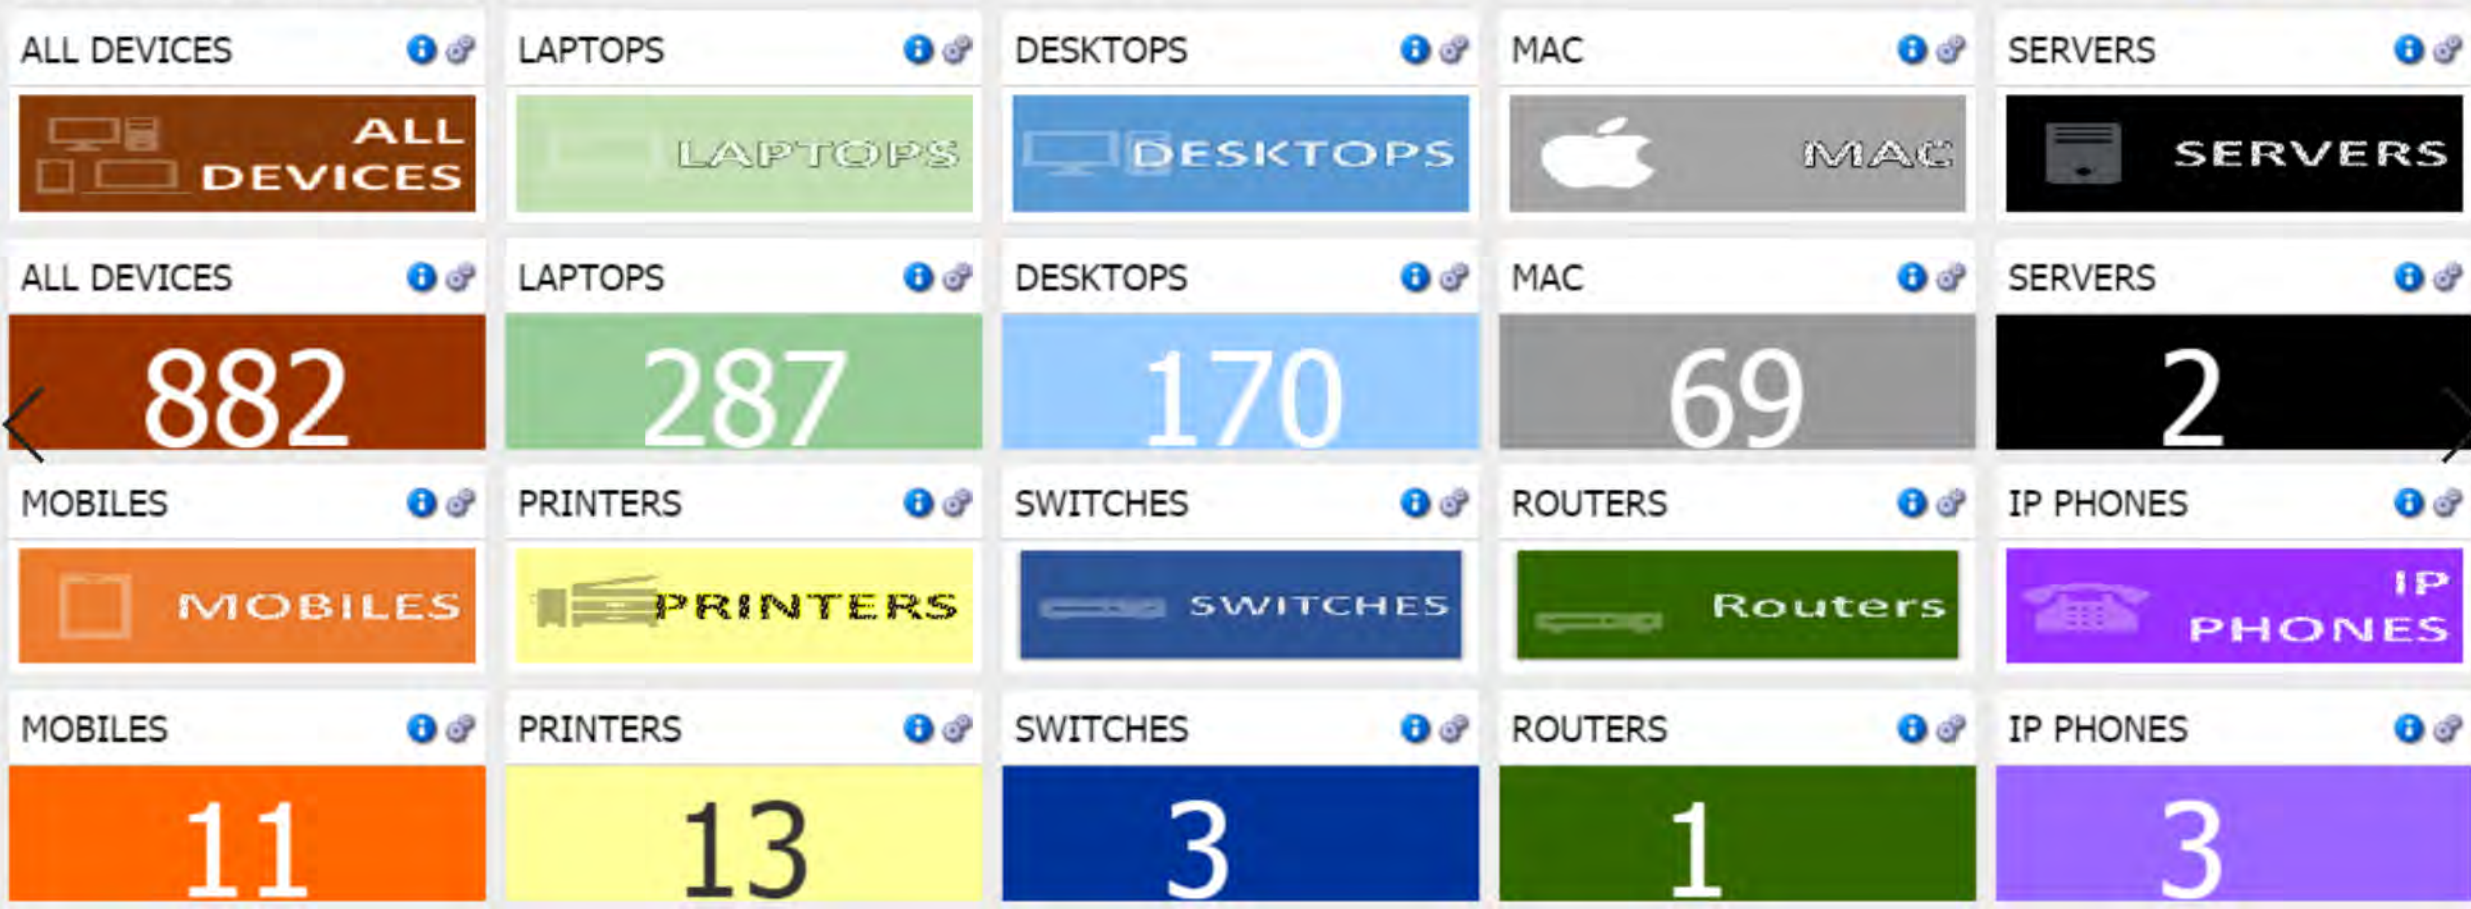 ALL DEVICES
LAPTOPS
DESKTOPS
MAC
SERVERS
ALL
DEVICES
LAPTOPS
DESKTOPS
MAC
SERVERS
ALL DEVICES
LAPTOPS
DESKTOPS
MAC
SERVERS
882
287
170
69
2
MOBILES
PRINTERS
SWITCHES
ROUTERS
IP PHONES
MOBILES
PRINTERS
SWITCHES
Routers
IP
PHONES
MOBILES
PRINTERS
SWITCHES
ROUTERS
IP PHONES
11
13
3
1
3